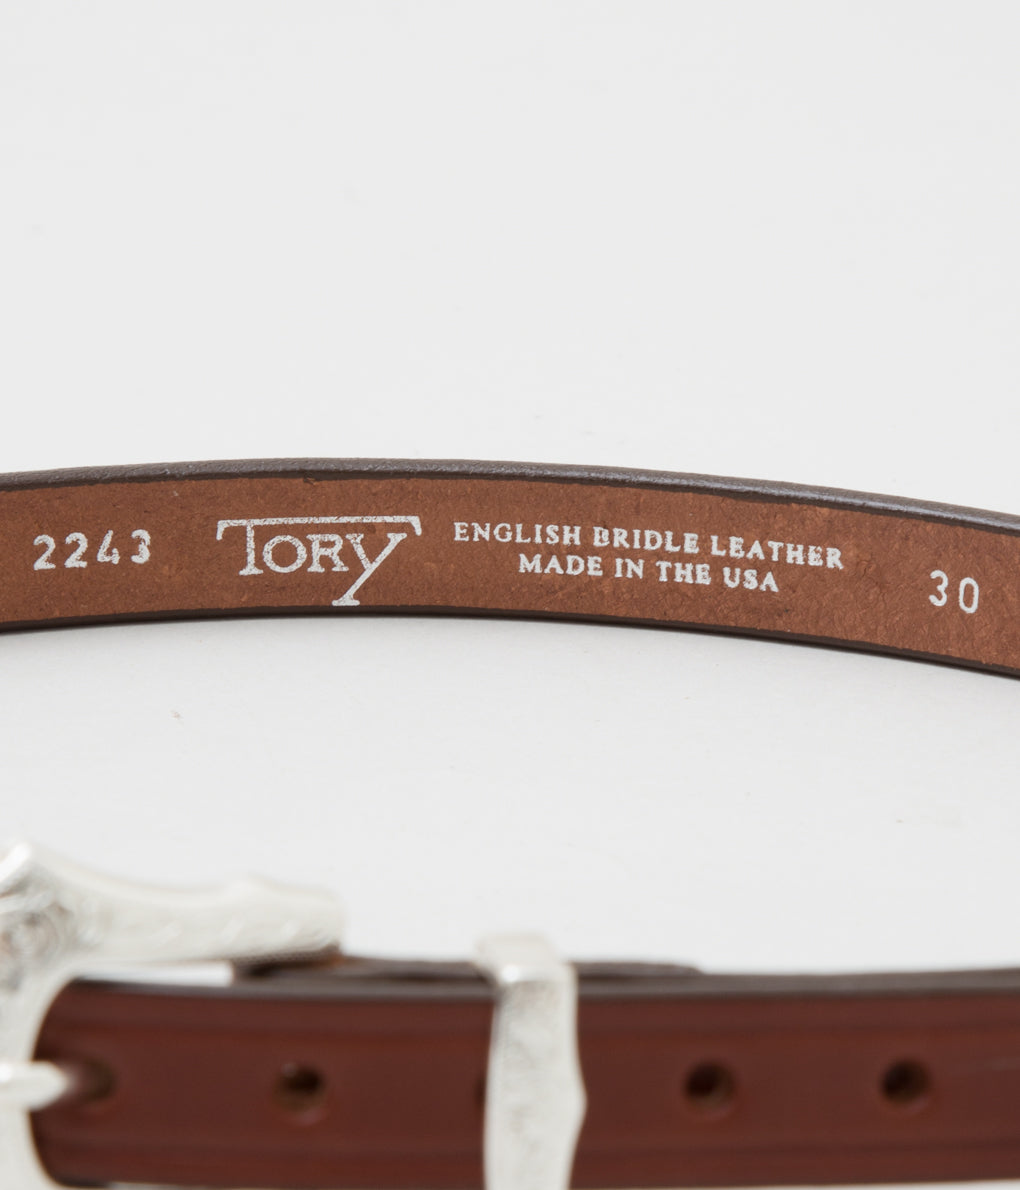 2243
TORY
ENGLISH BRIDLE LEATHER
MADE IN THE USA
30